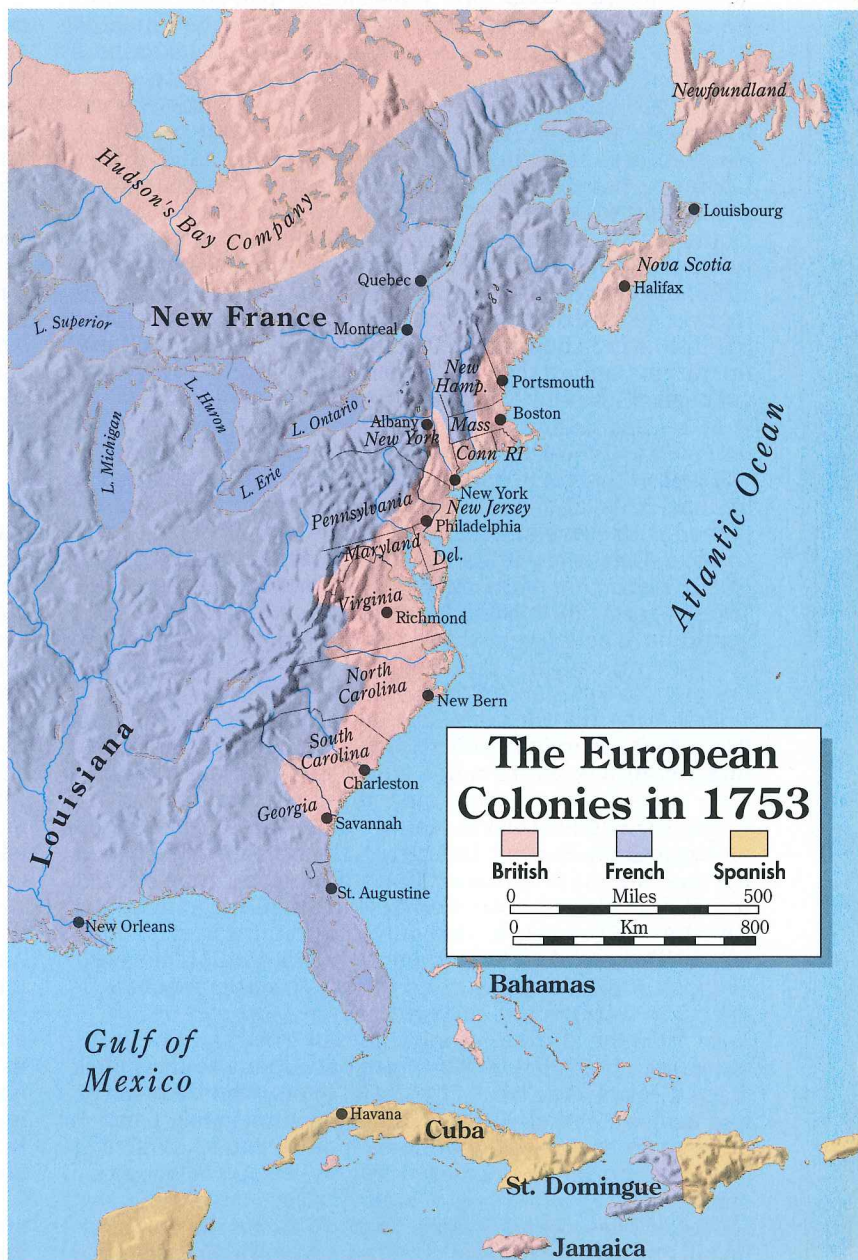 Newfoundland
Hudson's Bay Company
Louisbourg
Nova Scotia
Halifax
Quebec
New France
L. Superior
Montreal
L. Michigan
L. Huron
L. Ontario
L. Erie
New
Hamp.
Portsmouth
Albany
Mass
Boston
New York
Conn
RI
New York
New Jersey
Pennsylvania
Philadelphia
Maryland
Del.
Virginia
Richmond
Atlantic Ocean
North
Carolina
New Bern
South
Carolina
Charleston
Georgia
Savannah
Louisiana
St. Augustine
New Orleans
The European
Colonies in 1753
British French Spanish
0 Miles 500
0 Km 800
Bahamas
Gulf of
Mexico
Havana
Cuba
St. Domingue
Jamaica